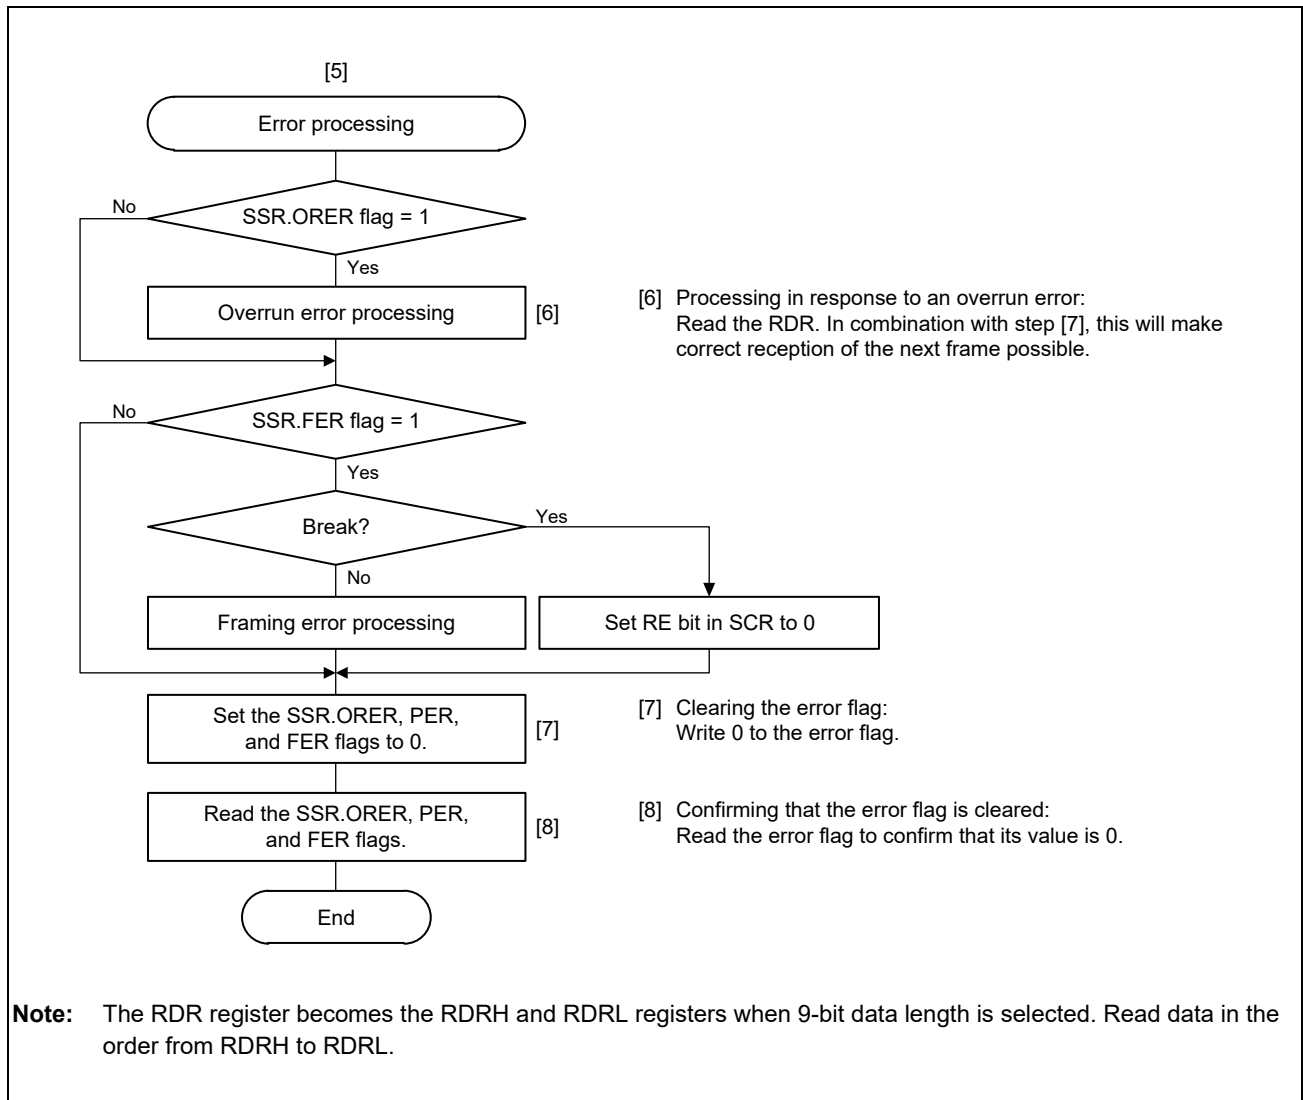 [5]
Error processing
No
SSR.ORER flag = 1
Yes
Overrun error processing
[6]
[6] Processing in response to an overrun error:
Read the RDR. In combination with step [7], this will make
correct reception of the next frame possible.
No
SSR.FER flag = 1
Yes
Break?
Yes
No
Framing error processing
Set RE bit in SCR to 0
Set the SSR.ORER, PER,
and FER flags to 0.
[7]
[7] Clearing the error flag:
Write 0 to the error flag.
Read the SSR.ORER, PER,
and FER flags.
[8]
[8] Confirming that the error flag is cleared:
Read the error flag to confirm that its value is 0.
End
Note: The RDR register becomes the RDRH and RDRL registers when 9-bit data length is selected. Read data in the
order from RDRH to RDRL.